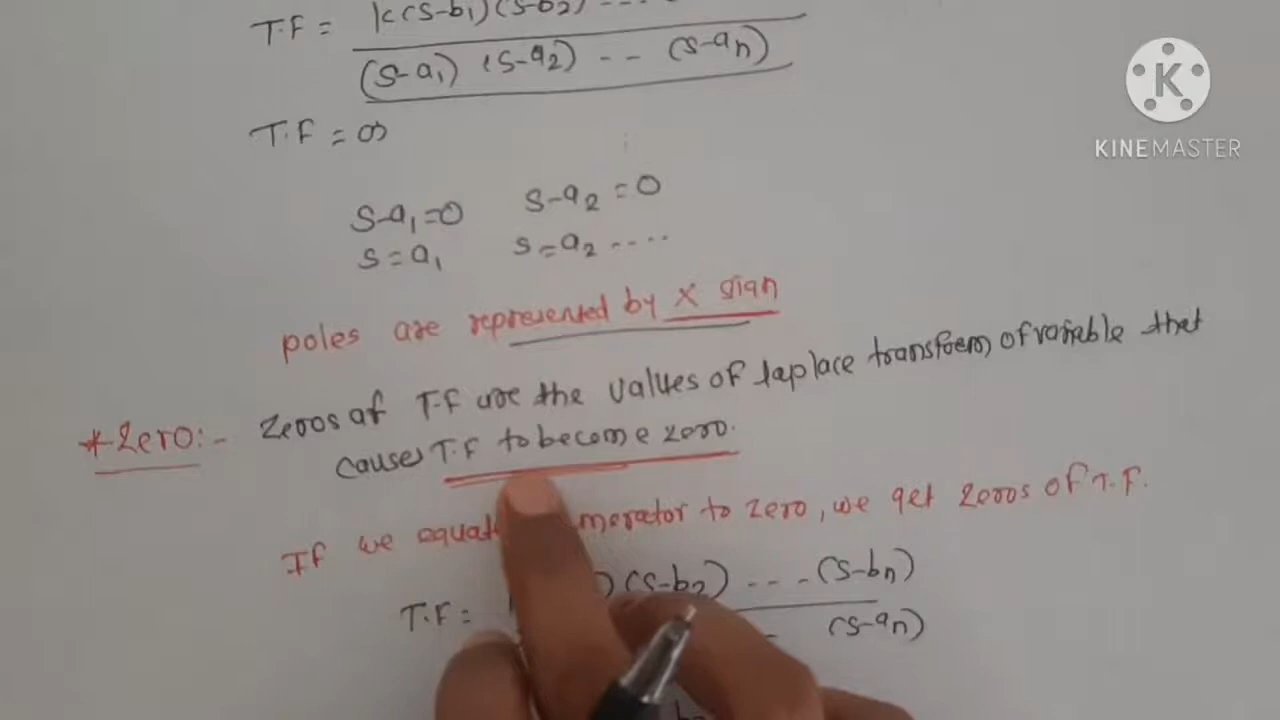 T.F = K(S-b1)(S-b2) ....
(S-a1) (S-a2) -- (S-an)
T.F = ∞
S-a1=0 S-a2=0
S=a1 S=a2 ....
poles are represented by X sign
*Zero:- Zeros of T.F are the values of laplace transform of variable that
causes T.F to become zero.
If we merator to zero, we get zeros of T.F.
T.F = )(S-b2) --- (S-bn)
- (S-an)
K
KINEMASTER